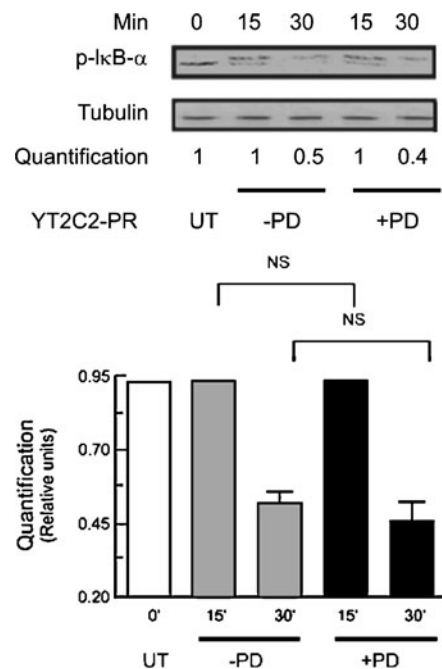 Min 0 15 30 15 30
p-IκB-α
Tubulin
Quantification 1 1 0.5 1 0.4
YT2C2-PR UT -PD +PD
NS
NS
Quantification
(Relative units)
0.95
0.70
0.45
0.20
0' 15' 30' 15' 30'
UT -PD +PD